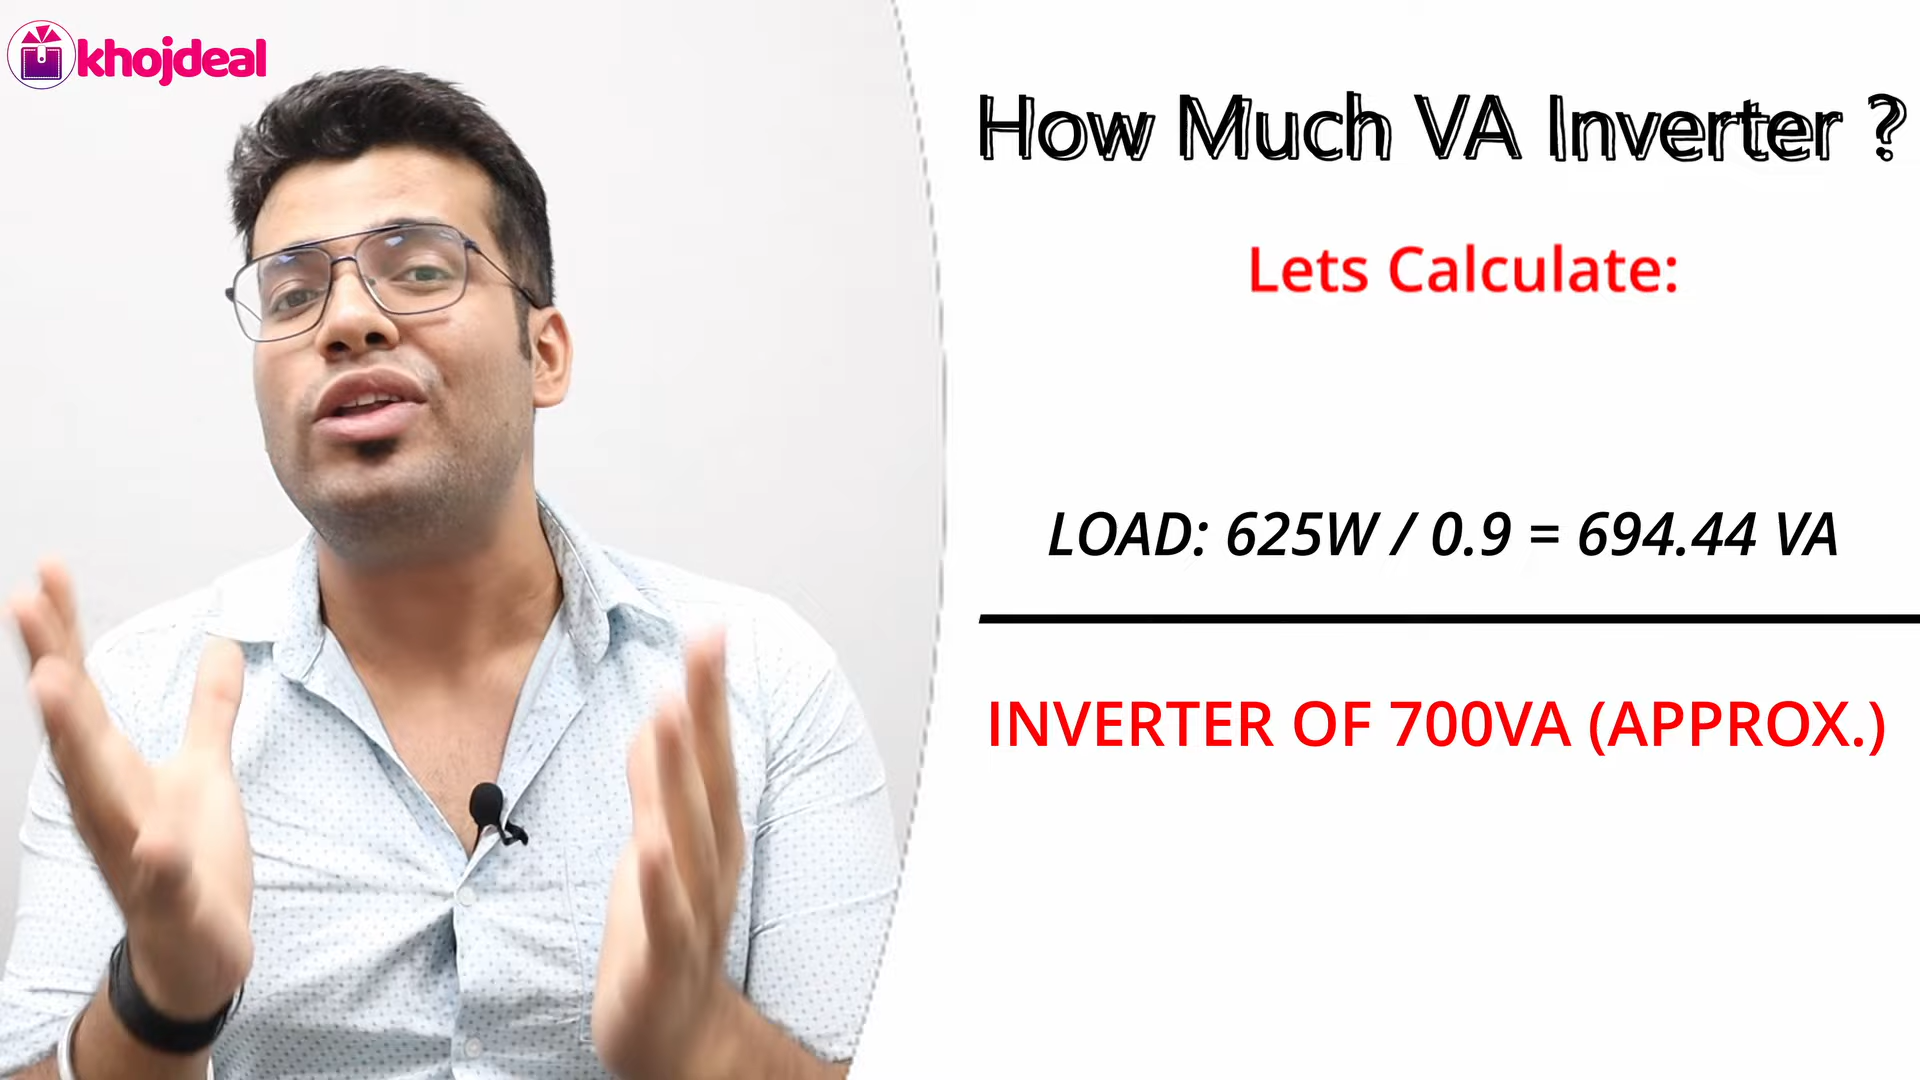 khojdeal
How Much VA Inverter ?
Lets Calculate:
LOAD: 625W / 0.9 = 694.44 VA
INVERTER OF 700VA (APPROX.)